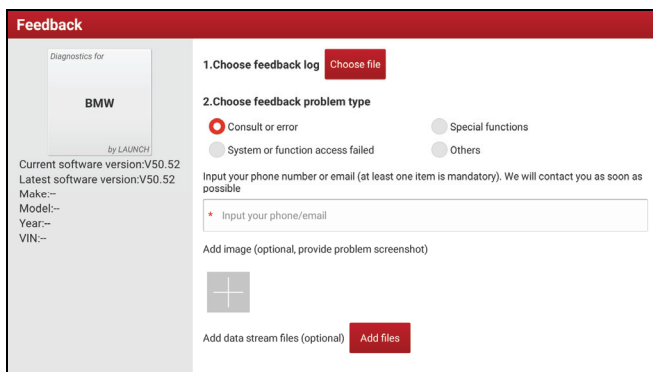 Feedback
Diagnostics for
BMW
by LAUNCH
Current software version:V50.52
Latest software version:V50.52
Make:--
Model:--
Year:--
VIN:--
1.Choose feedback log Choose file
2.Choose feedback problem type
Consult or error Special functions
System or function access failed Others
Input your phone number or email (at least one item is mandatory). We will contact you as soon as
possible
* Input your phone/email
Add image (optional, provide problem screenshot)
Add data stream files (optional) Add files